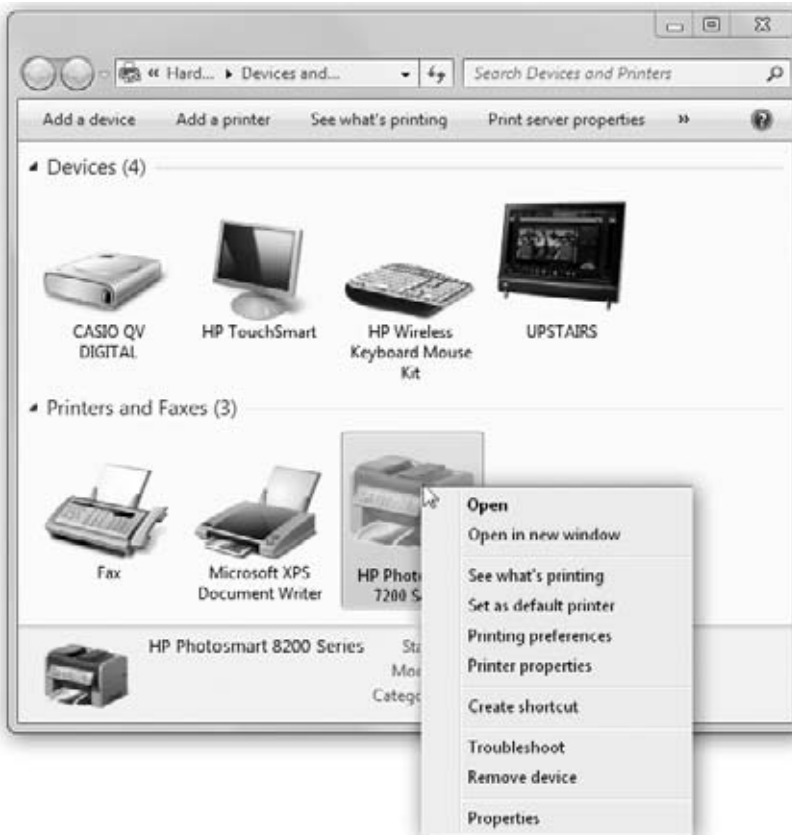 « Hard... ▸ Devices and...
Search Devices and Printers
Add a device Add a printer See what's printing Print server properties »
Devices (4)
CASIO QV
DIGITAL
HP TouchSmart
HP Wireless
Keyboard Mouse
Kit
UPSTAIRS
Printers and Faxes (3)
Fax
Microsoft XPS
Document Writer
HP Photo
7200 S
HP Photosmart 8200 Series
Sta
Mo
Catego
Open
Open in new window
See what's printing
Set as default printer
Printing preferences
Printer properties
Create shortcut
Troubleshoot
Remove device
Properties